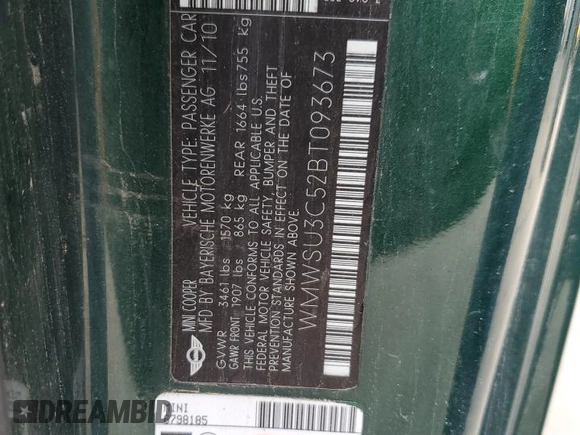 MINI COOPER VEHICLE TYPE: PASSENGER CAR
MFD BY BAYERISCHE MOTORENWERKE AG 11/10
GVWR 3461 lbs 1570 kg
GAWR FRONT 1907 lbs / 865 kg REAR 1664 lbs 755 kg
THIS VEHICLE CONFORMS TO ALL APPLICABLE U.S.
FEDERAL MOTOR VEHICLE SAFETY, BUMPER AND THEFT
PREVENTION STANDARDS IN EFFECT ON THE DATE OF
MANUFACTURE SHOWN ABOVE.
WMWSU3C52BT093673
MINI
6798185
DREAMBID